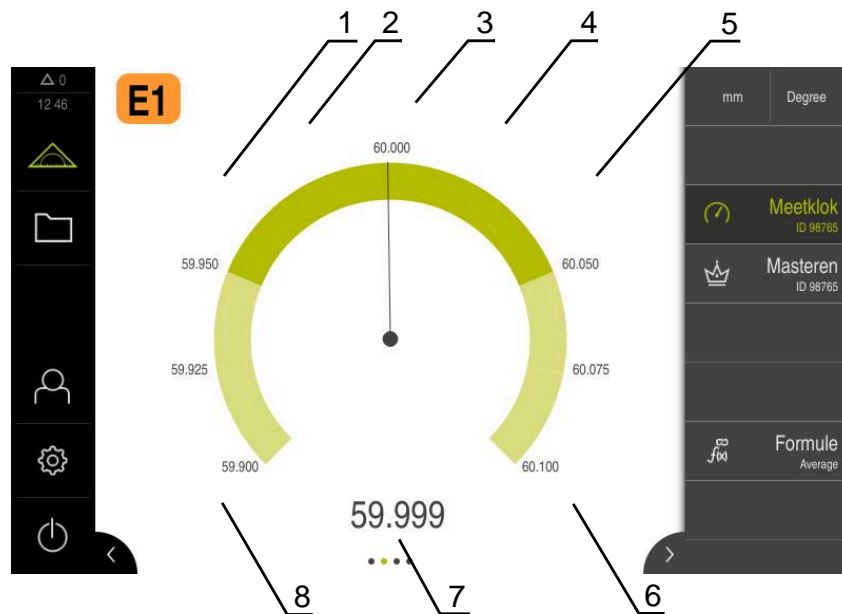 1 2 3 4 5
0
12 46
E1
mm Degree
60.000
Meetklok
ID 98765
59.950 60.050
Masteren
ID 98765
59.925 60.075
Formule
f(x)
Average
59.900 60.100
59.999
8 7 6